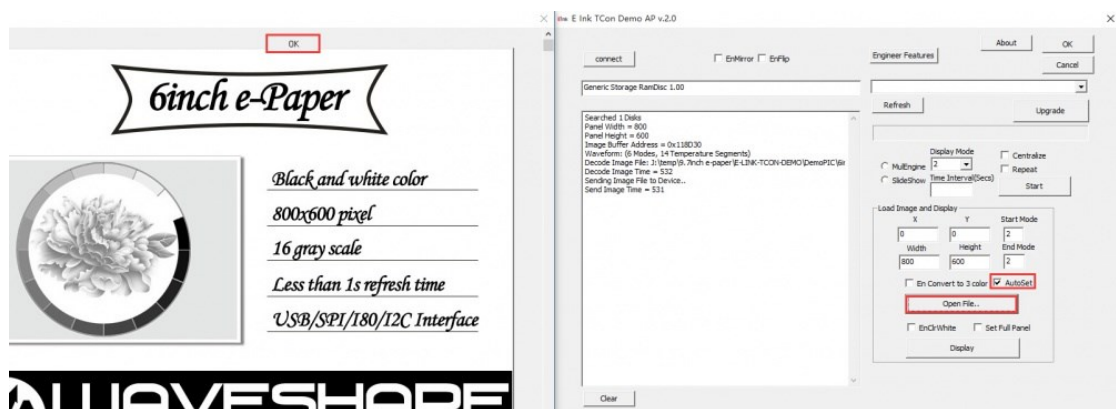 OK
6inch e-Paper
Black and white color
800x600 pixel
16 gray scale
Less than 1s refresh time
USB/SPI/I80/I2C Interface
WAVESHARE
E Ink TCon Demo AP v.2.0
connect
EnMirror
EnFlip
Engineer Features
About
OK
Cancel
Generic Storage RamDisc 1.00
Refresh
Upgrade
Searched 1 Disks
Panel Width = 800
Panel Height = 600
Image Buffer Address = 0x118D30
Waveform: (6 Modes, 14 Temperature Segments)
Decode Image File: J:\temp\9.7inch e-paper\E-LINK-TCON-DEMO\DemoPIC\6ir
Decode Image Time = 532
Sending Image File to Device..
Send Image Time = 531
Display Mode
MulEngine
2
Centralize
Repeat
SlideShow
Time Interval(Secs)
Start
Load Image and Display
X
Y
Start Mode
0
0
2
Width
Height
End Mode
800
600
2
En Convert to 3 color
AutoSet
Open File..
EnClrWhite
Set Full Panel
Display
Clear